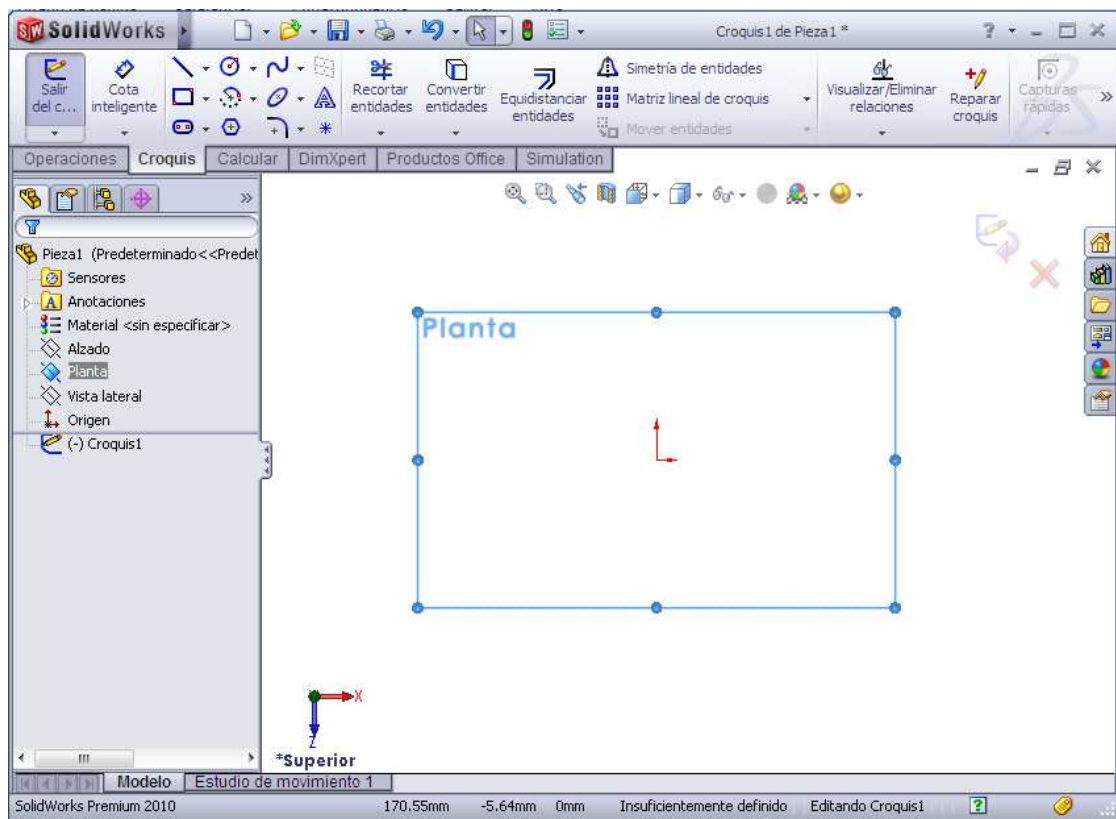 SolidWorks
Croquis1 de Pieza1 *
Salir del c...
Cota inteligente
Recortar entidades
Convertir entidades
Equidistanciar entidades
Simetría de entidades
Matriz lineal de croquis
Mover entidades
Visualizar/Eliminar relaciones
Reparar croquis
Capturas rápidas
Operaciones Croquis Calcular DimXpert Productos Office Simulation
Pieza1 (Predeterminado<<Predet
Sensores
Anotaciones
Material <sin especificar>
Alzado
Planta
Vista lateral
Origen
(-) Croquis1
Planta
X
Z
*Superior
Modelo Estudio de movimiento 1
SolidWorks Premium 2010 170.55mm -5.64mm 0mm Insuficientemente definido Editando Croquis1